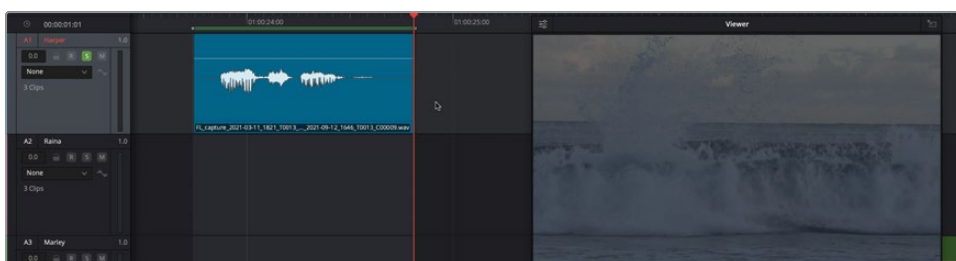 00:00:01:01
01:00:24:00
01:00:25:00
Viewer
A1 Harper 1.0
0.0 R S M
None
3 Clips
FL_capture_2021-03-11_1821_T0013_..._2021-09-12_1646_T0013_C00009.wav
A2 Raina 1.0
0.0 R S M
None
3 Clips
A3 Marley 1.0
0.0 R S M